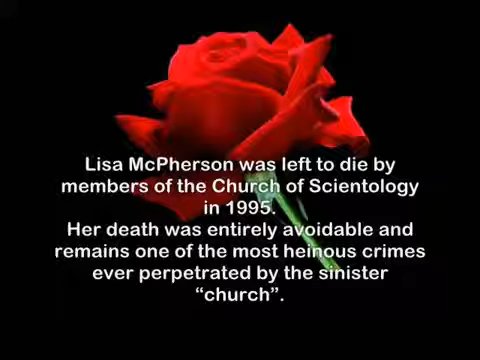 Lisa McPherson was left to die by
members of the Church of Scientology
in 1995.
Her death was entirely avoidable and
remains one of the most heinous crimes
ever perpetrated by the sinister
“church”.